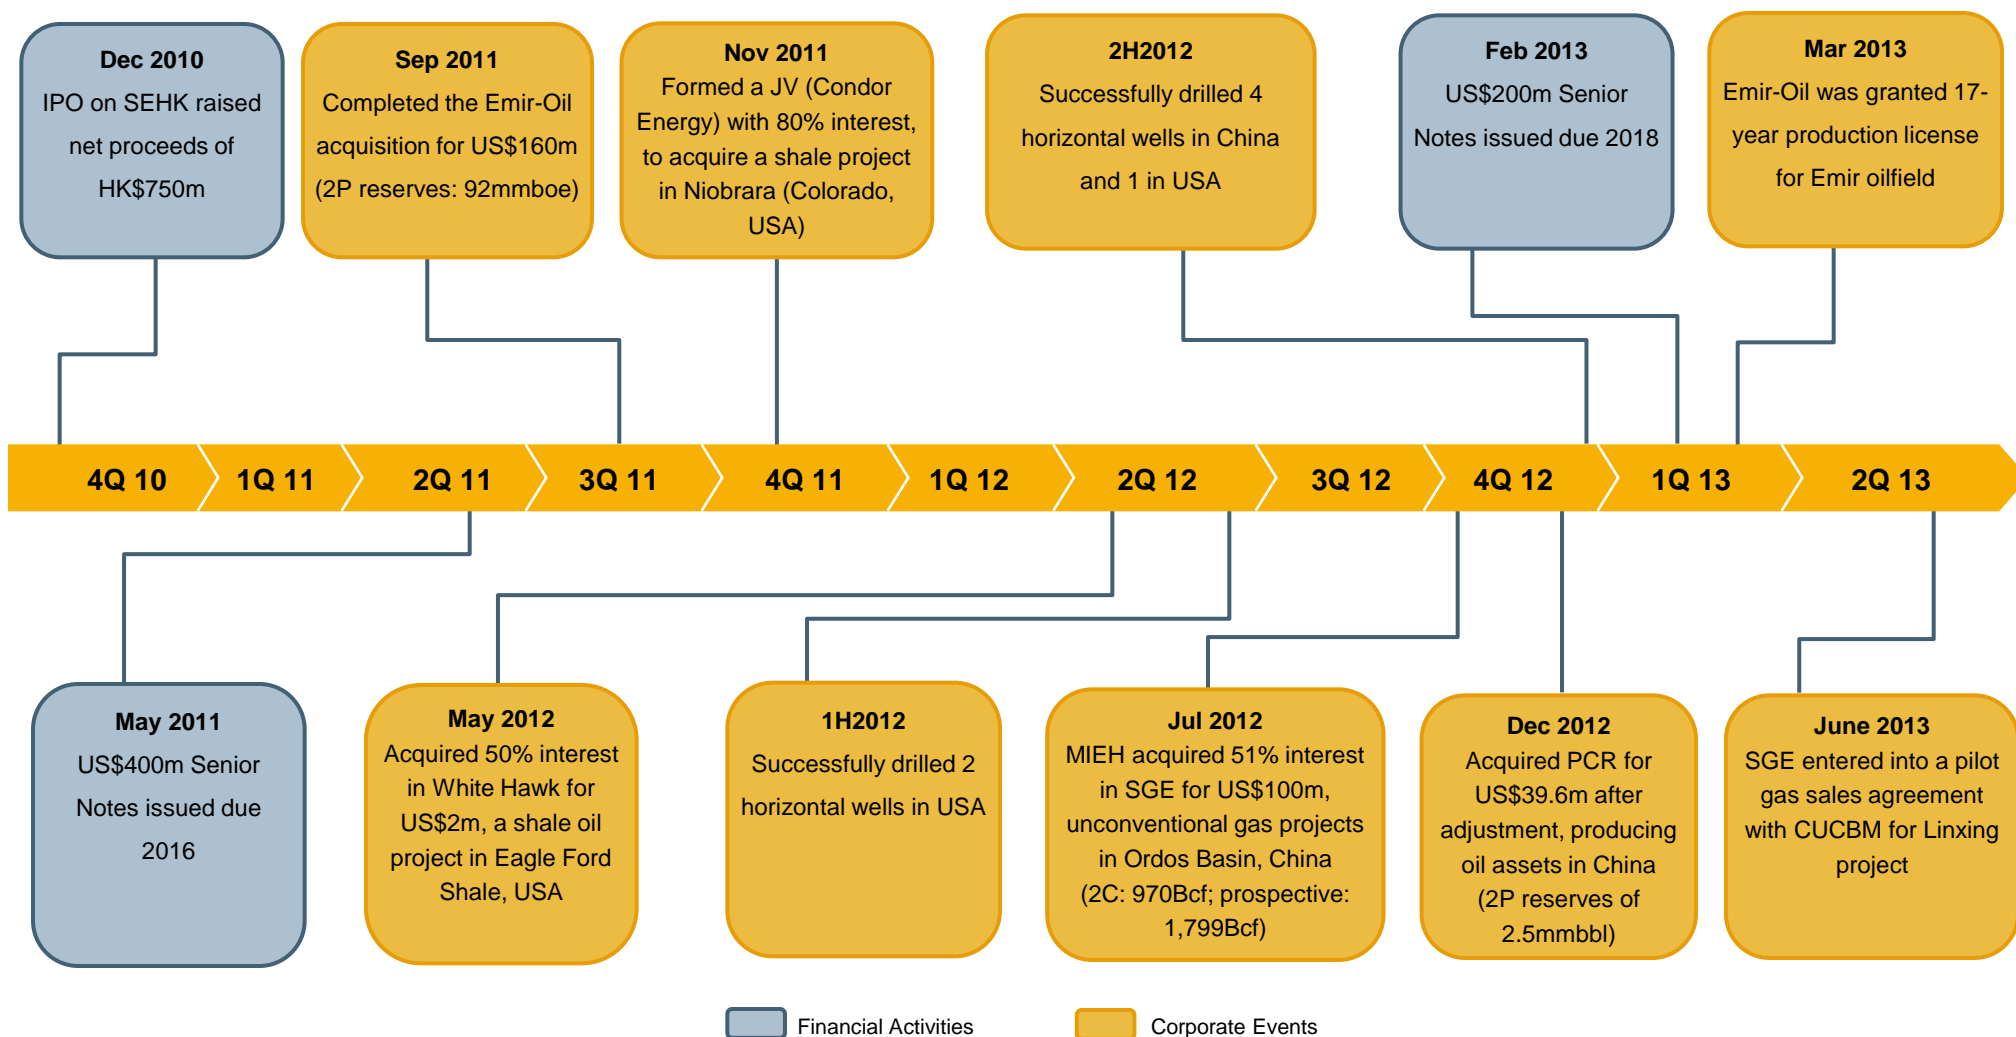 Dec 2010
IPO on SEHK raised
net proceeds of
HK$750m
Sep 2011
Completed the Emir-Oil
acquisition for US$160m
(2P reserves: 92mmboe)
Nov 2011
Formed a JV (Condor
Energy) with 80% interest,
to acquire a shale project
in Niobrara (Colorado,
USA)
2H2012
Successfully drilled 4
horizontal wells in China
and 1 in USA
Feb 2013
US$200m Senior
Notes issued due 2018
Mar 2013
Emir-Oil was granted 17-
year production license
for Emir oilfield
4Q 10
1Q 11
2Q 11
3Q 11
4Q 11
1Q 12
2Q 12
3Q 12
4Q 12
1Q 13
2Q 13
May 2011
US$400m Senior
Notes issued due
2016
May 2012
Acquired 50% interest
in White Hawk for
US$2m, a shale oil
project in Eagle Ford
Shale, USA
1H2012
Successfully drilled 2
horizontal wells in USA
Jul 2012
MIEH acquired 51% interest
in SGE for US$100m,
unconventional gas projects
in Ordos Basin, China
(2C: 970Bcf; prospective:
1,799Bcf)
Dec 2012
Acquired PCR for
US$39.6m after
adjustment, producing
oil assets in China
(2P reserves of
2.5mmbbl)
June 2013
SGE entered into a pilot
gas sales agreement
with CUCBM for Linxing
project
Financial Activities
Corporate Events